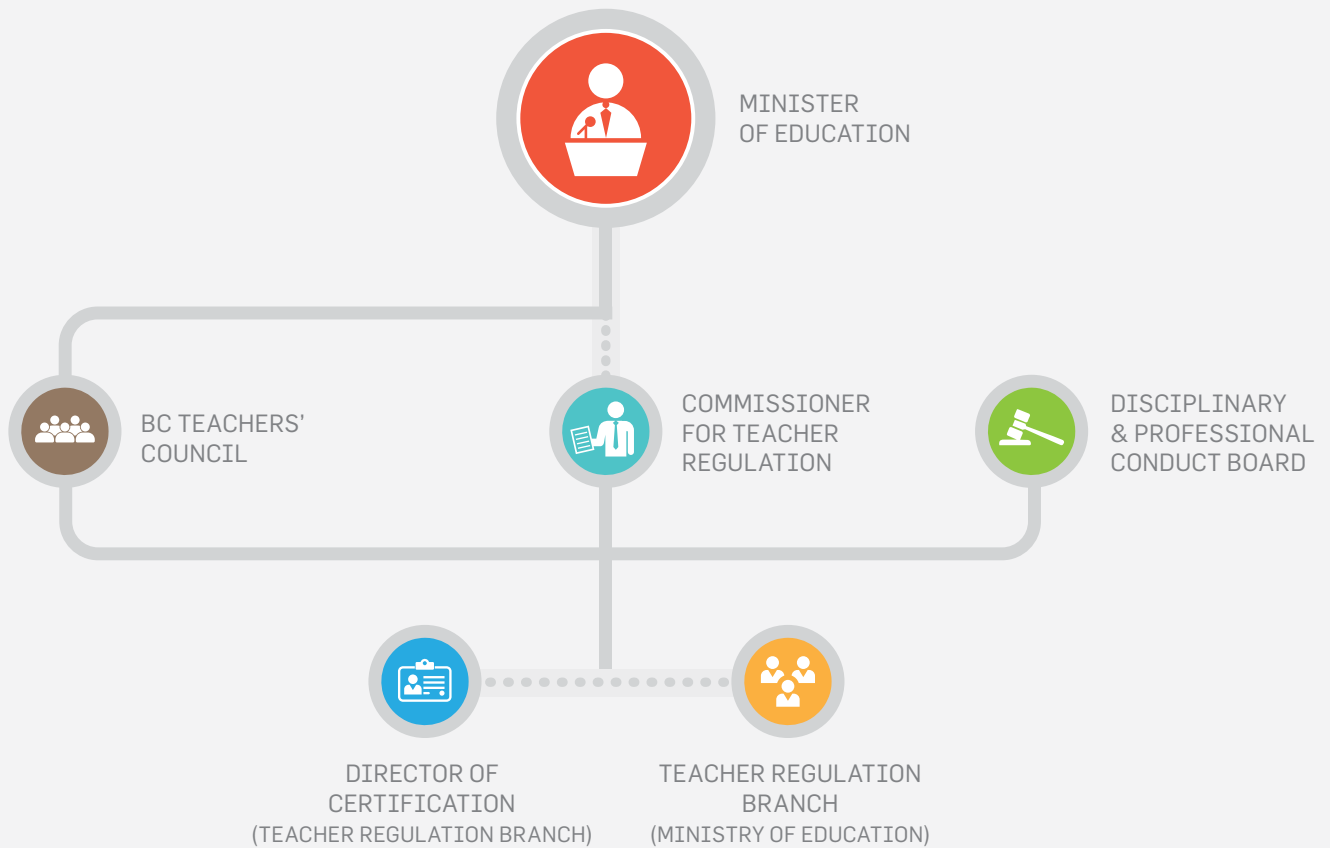 MINISTER
OF EDUCATION
BC TEACHERS’
COUNCIL
COMMISSIONER
FOR TEACHER
REGULATION
DISCIPLINARY
& PROFESSIONAL
CONDUCT BOARD
DIRECTOR OF
CERTIFICATION
(TEACHER REGULATION BRANCH)
TEACHER REGULATION
BRANCH
(MINISTRY OF EDUCATION)